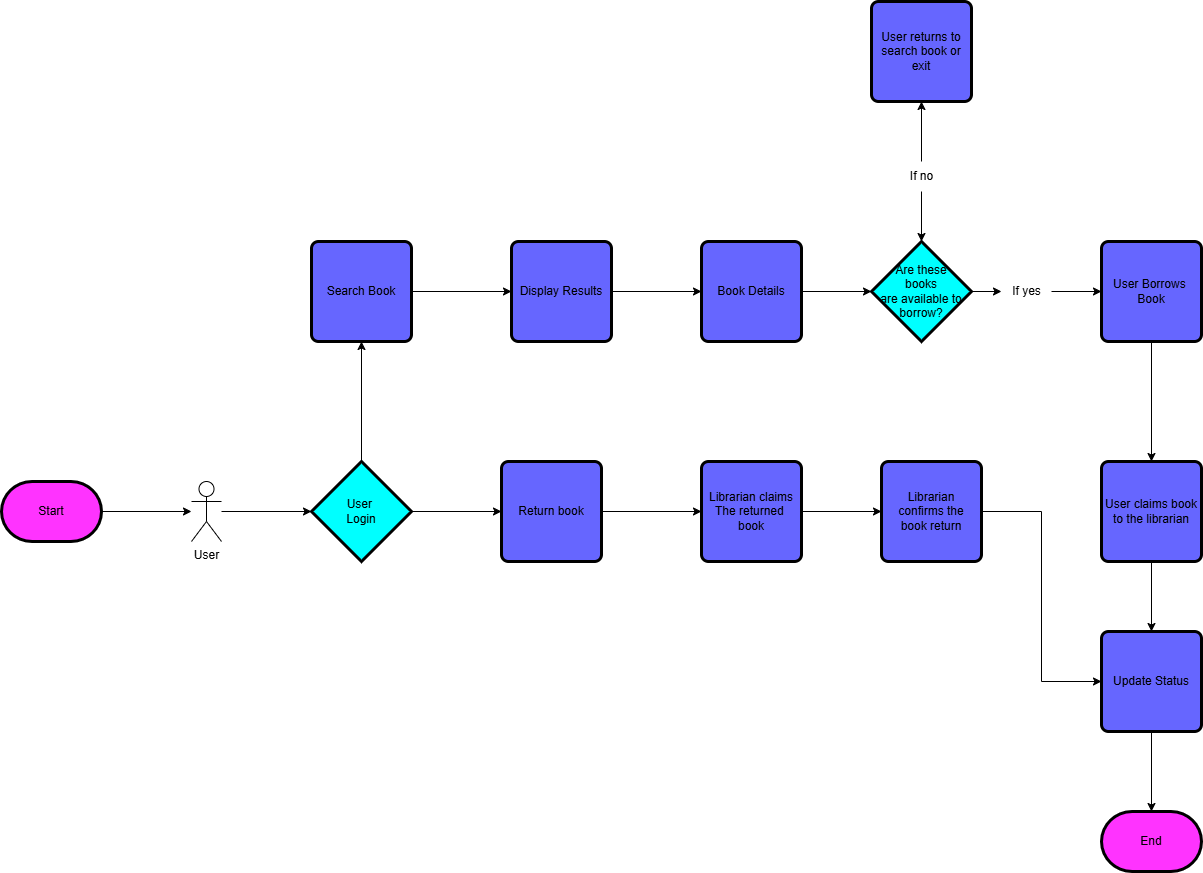 User returns to
search book or
exit
If no
Search Book
Display Results
Book Details
Are these
books
are available to
borrow?
If yes
User Borrows
Book
Start
User
User
Login
Return book
Librarian claims
The returned
book
Librarian
confirms the
book return
User claims book
to the librarian
Update Status
End